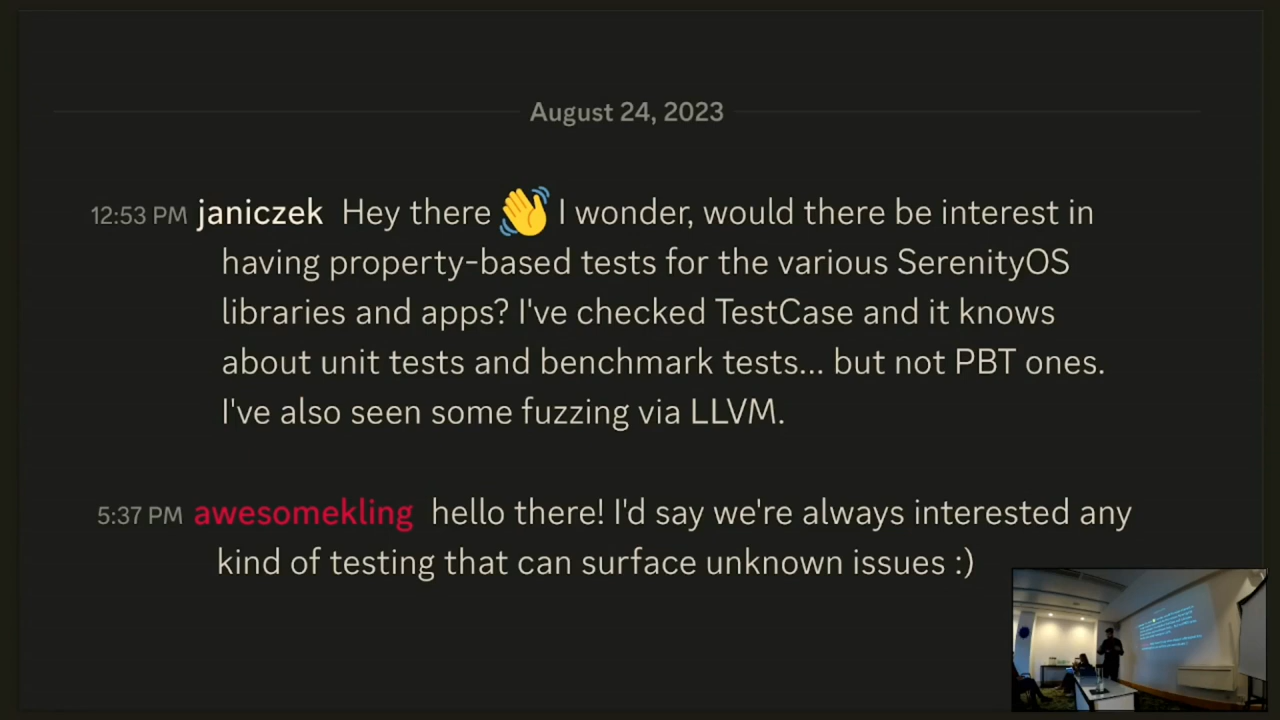 August 24, 2023
12:53 PM janiczek Hey there 👋 I wonder, would there be interest in
having property-based tests for the various SerenityOS
libraries and apps? I've checked TestCase and it knows
about unit tests and benchmark tests... but not PBT ones.
I've also seen some fuzzing via LLVM.
5:37 PM awesomekling hello there! I'd say we're always interested any
kind of testing that can surface unknown issues :)